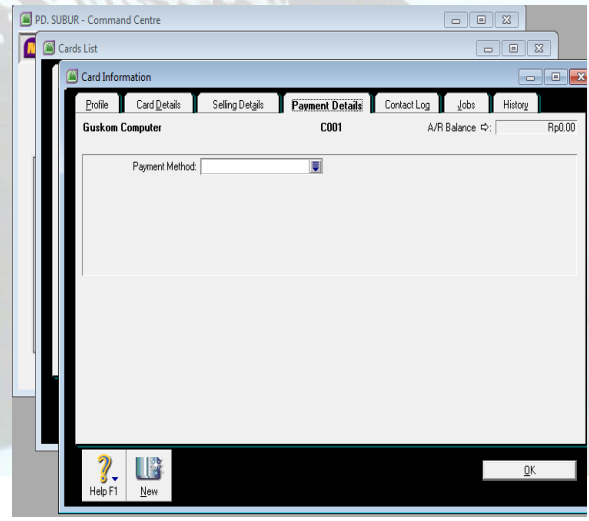 PD. SUBUR - Command Centre
Cards List
Card Information
Profile Card Details Selling Details Payment Details Contact Log Jobs History
Guskom Computer C001 A/R Balance ⇨: Rp0.00
Payment Method:
Help F1 New OK